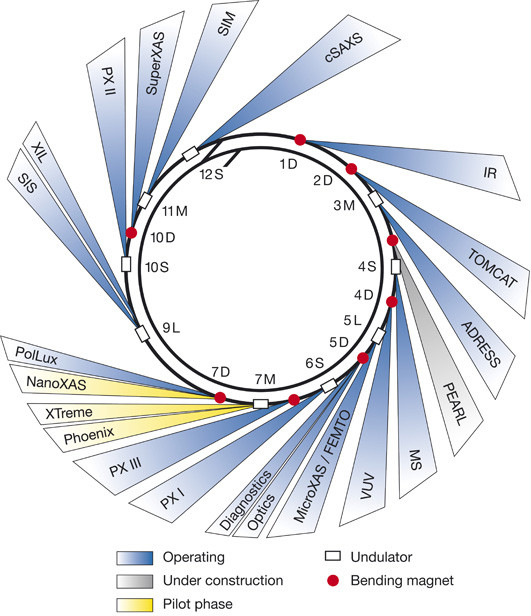 SIM
cSAXS
SuperXAS
PX II
XIL
SIS
IR
TOMCAT
ADRESS
PEARL
MS
VUV
MicroXAS / FEMTO
Optics
Diagnostics
PX I
PX III
Phoenix
XTreme
NanoXAS
PolLux
12S
1D
2D
3M
4S
4D
5L
5D
6S
7M
7D
9L
10S
10D
11M
Operating
Under construction
Pilot phase
Undulator
Bending magnet